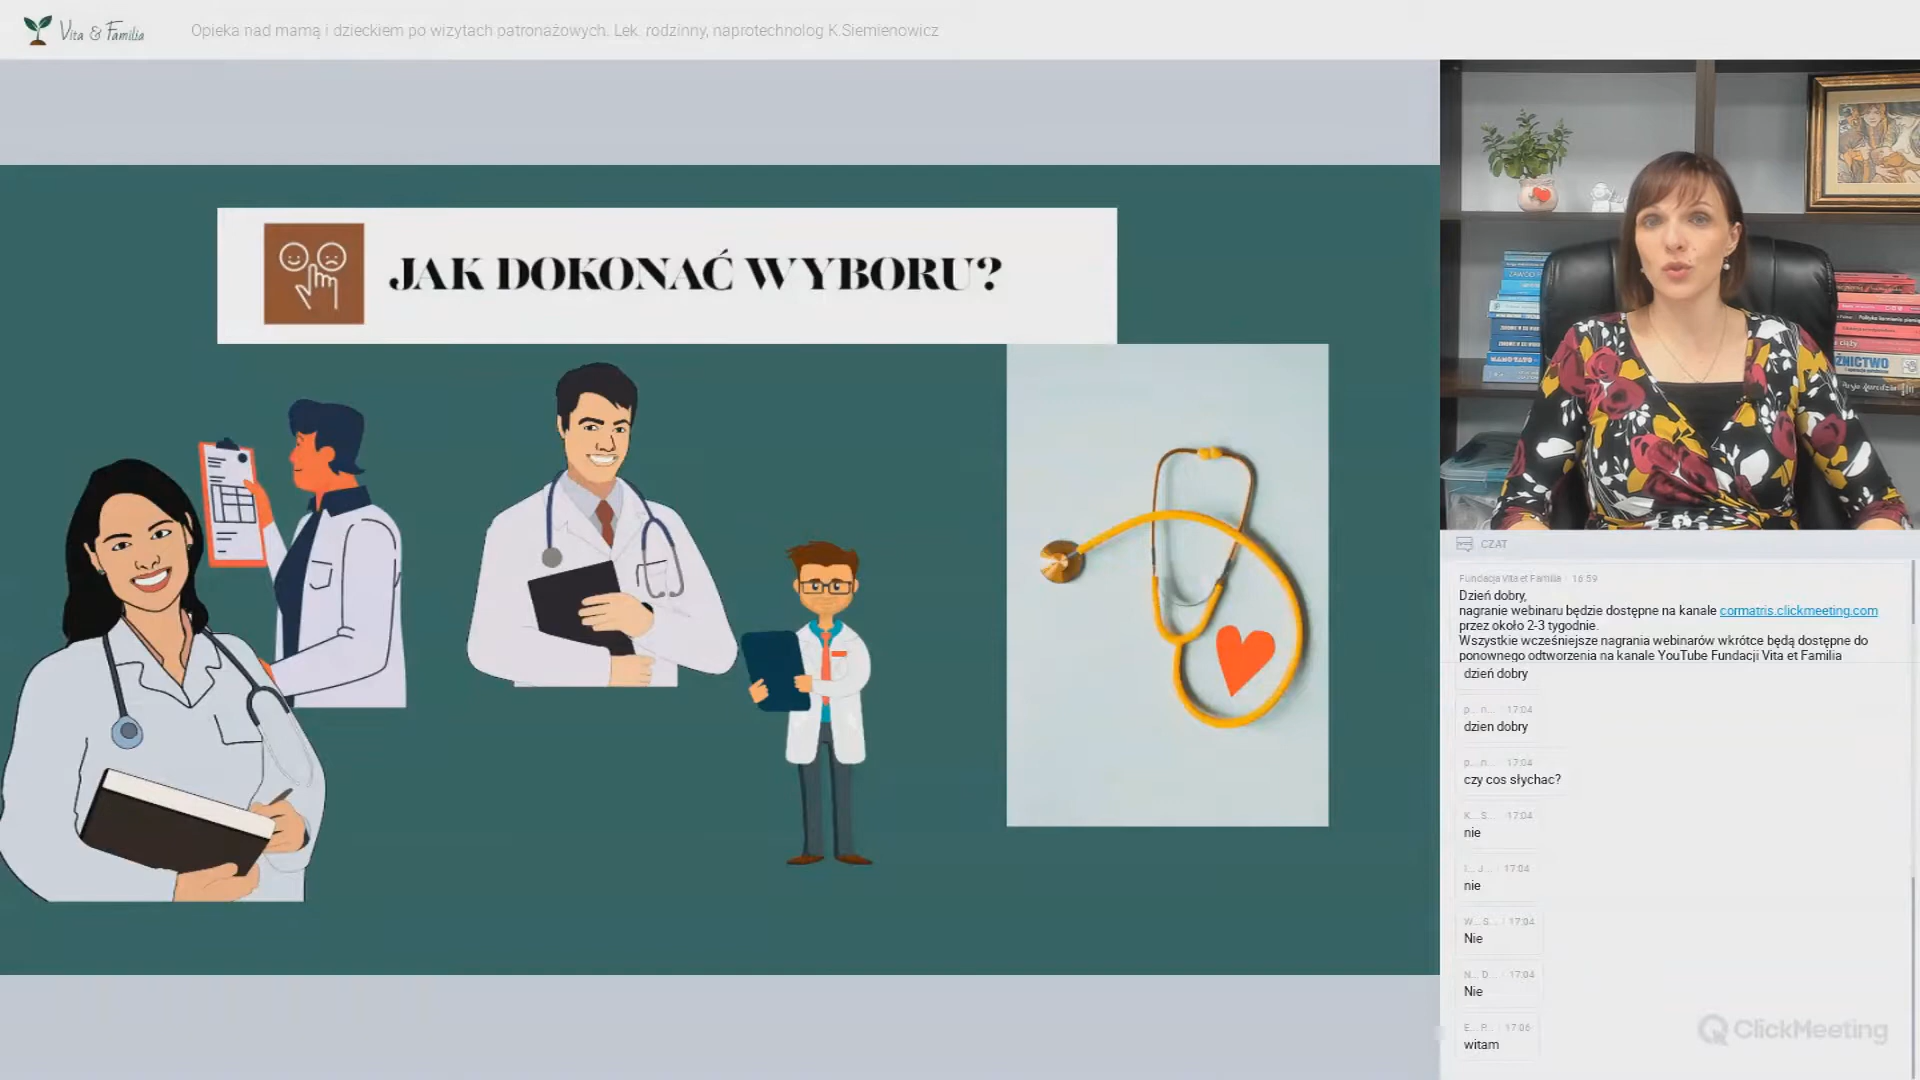 Vita & Familia
Opieka nad mamą i dzieckiem po wizytach patronażowych. Lek. rodzinny, naprotechnolog K.Siemienowicz
JAK DOKONAĆ WYBORU?
ŻNICTWO
CZAT
Fundacja Vita et Familia 16:59
Dzień dobry,
nagranie webinaru będzie dostępne na kanale cormatris.clickmeeting.com
przez około 2-3 tygodnie.
Wszystkie wcześniejsze nagrania webinarów wkrótce będą dostępne do
ponownego odtworzenia na kanale YouTube Fundacji Vita et Familia
dzień dobry
p... n... 17:04
dzien dobry
p... n... 17:04
czy cos słychac?
K... S... 17:04
nie
I... J... 17:04
nie
W... S... 17:04
Nie
N... D... 17:04
Nie
E... P... 17:06
witam
ClickMeeting